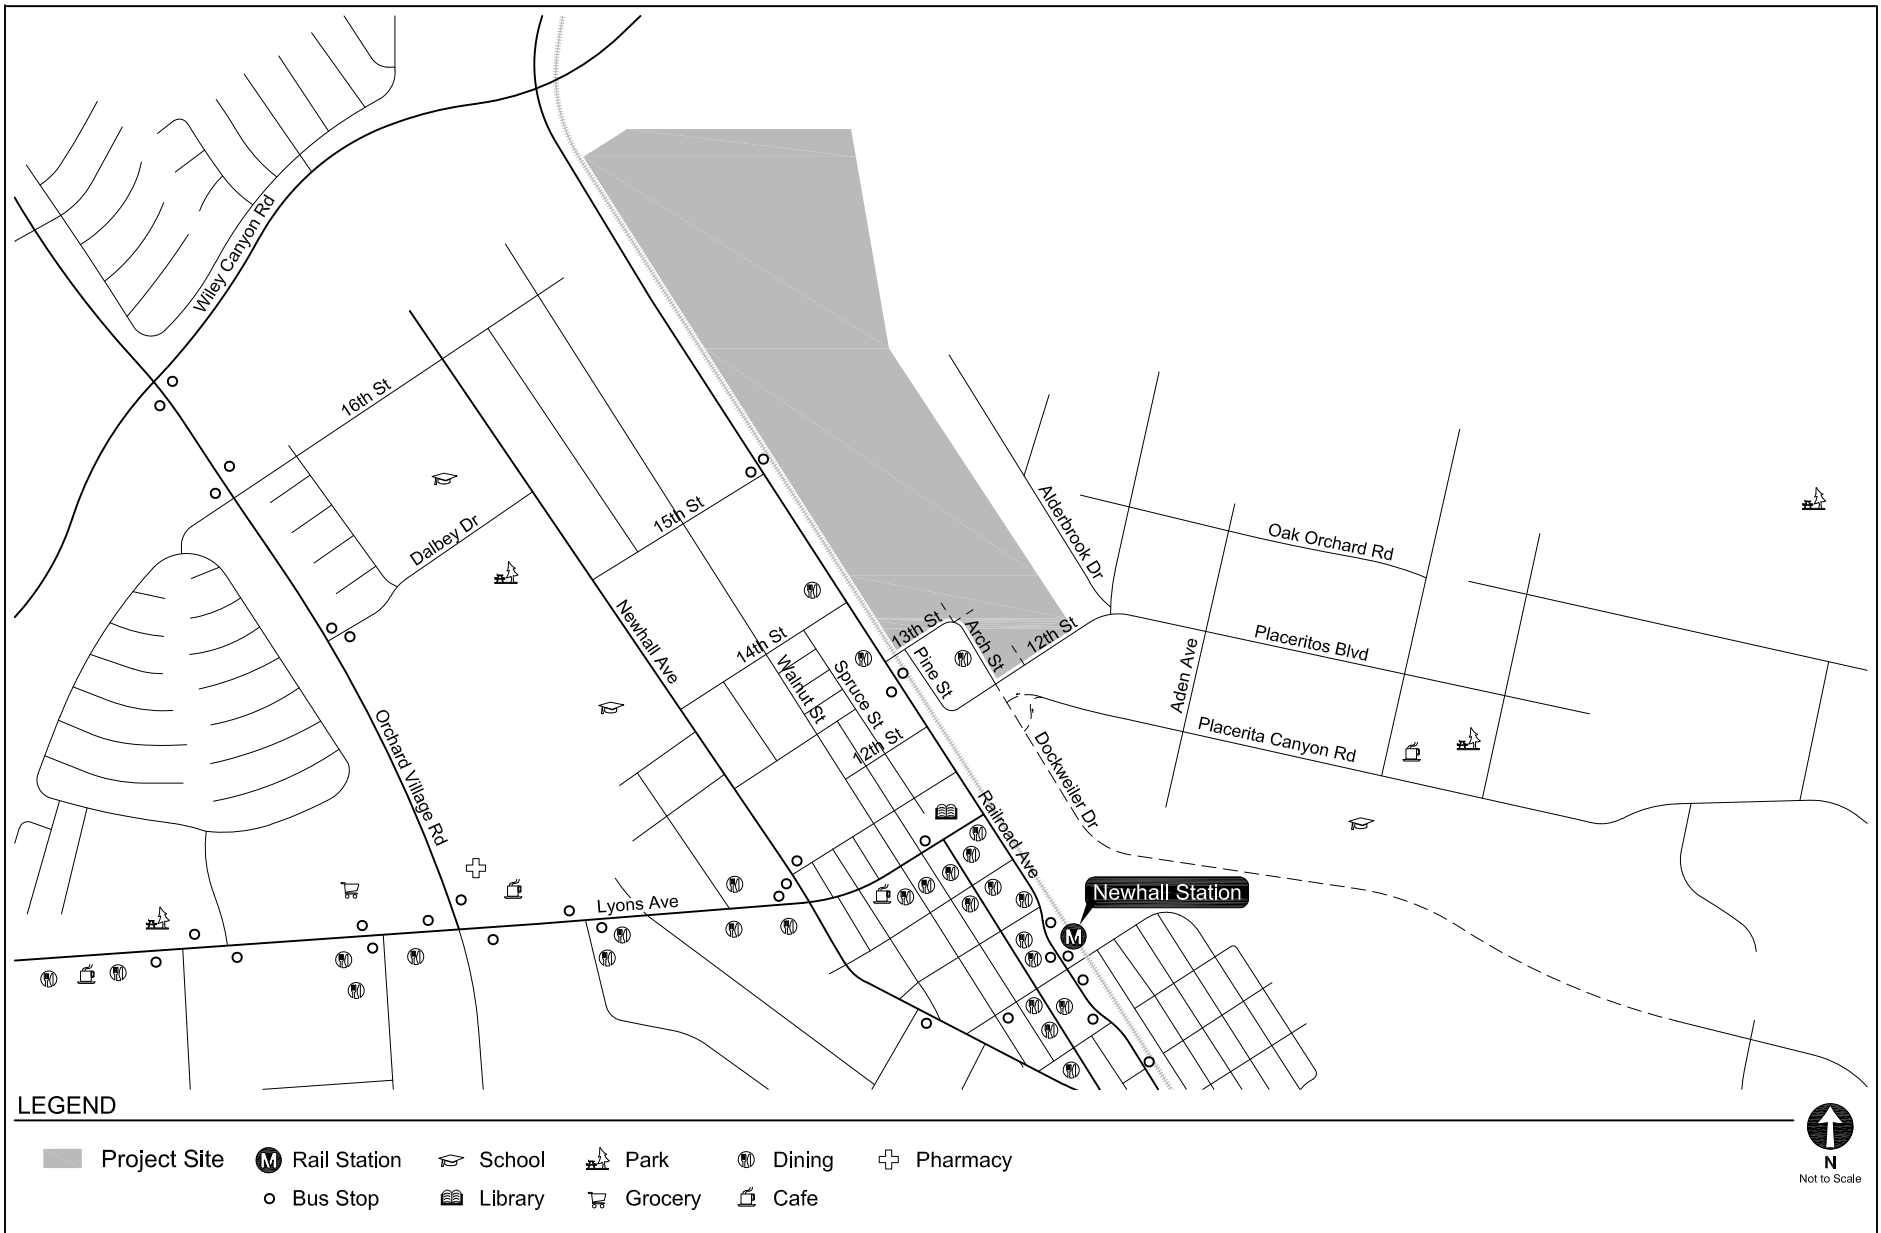 Wiley Canyon Rd
16th St
Dalbey Dr
15th St
Alderbrook Dr
Oak Orchard Rd
Newhall Ave
14th St
Walnut St
Spruce St
13th St
Pine St
Arch St
12th St
Aden Ave
Placeritos Blvd
Placerita Canyon Rd
12th St
Orchard Village Rd
Dockweiler Dr
Railroad Ave
Lyons Ave
Newhall Station
M
LEGEND
Project Site
M Rail Station
School
Park
Dining
Pharmacy
Bus Stop
Library
Grocery
Cafe
N
Not to Scale